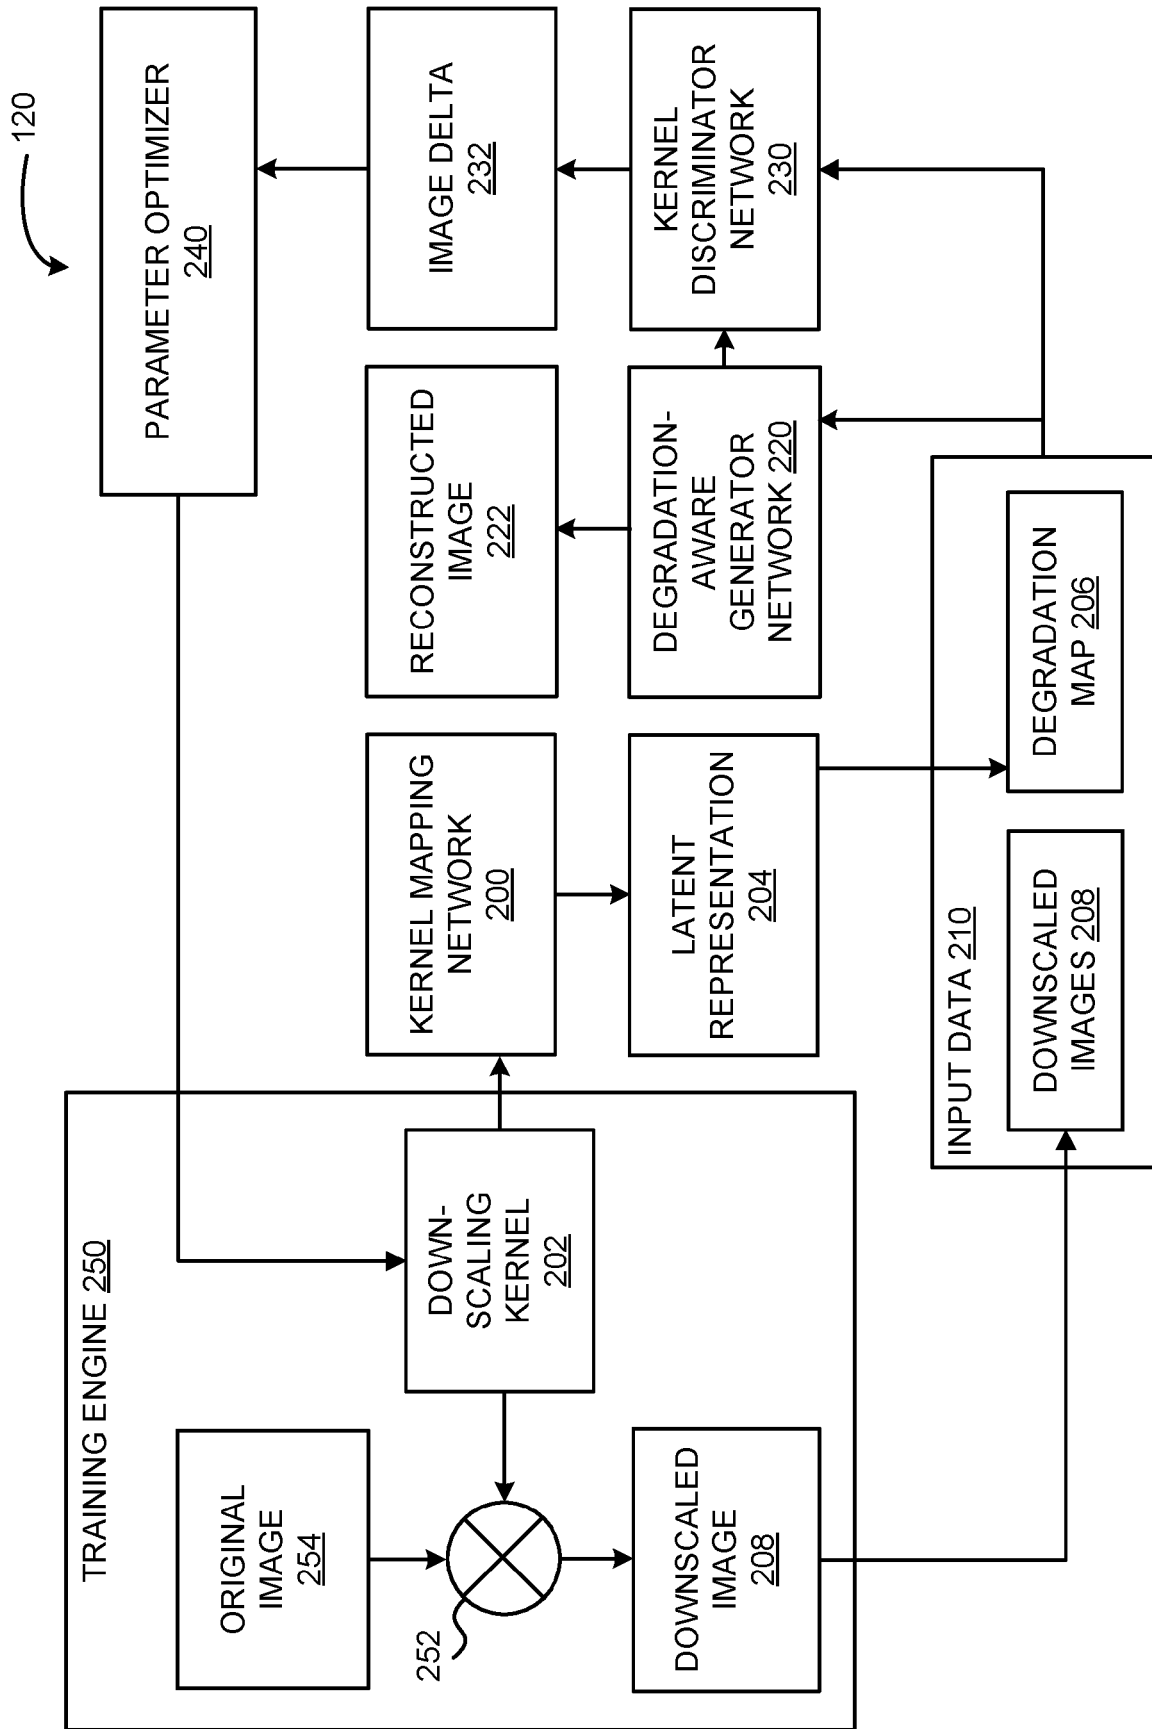 120
TRAINING ENGINE 250
ORIGINAL
IMAGE
254
252
DOWN-
SCALING
KERNEL
202
DOWNSCALED
IMAGE
208
PARAMETER OPTIMIZER
240
KERNEL MAPPING
NETWORK
200
RECONSTRUCTED
IMAGE
222
IMAGE DELTA
232
LATENT
REPRESENTATION
204
DEGRADATION-
AWARE
GENERATOR
NETWORK 220
KERNEL
DISCRIMINATOR
NETWORK
230
INPUT DATA 210
DOWNSCALED
IMAGES 208
DEGRADATION
MAP 206